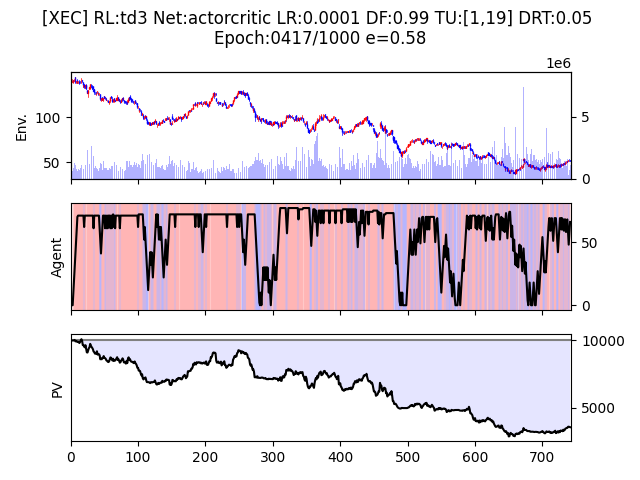 [XEC] RL:td3 Net:actorcritic LR:0.0001 DF:0.99 TU:[1,19] DRT:0.05
Epoch:0417/1000 e=0.58
1e6
Env.
100
50
5
0
Agent
50
0
PV
10000
5000
0 100 200 300 400 500 600 700